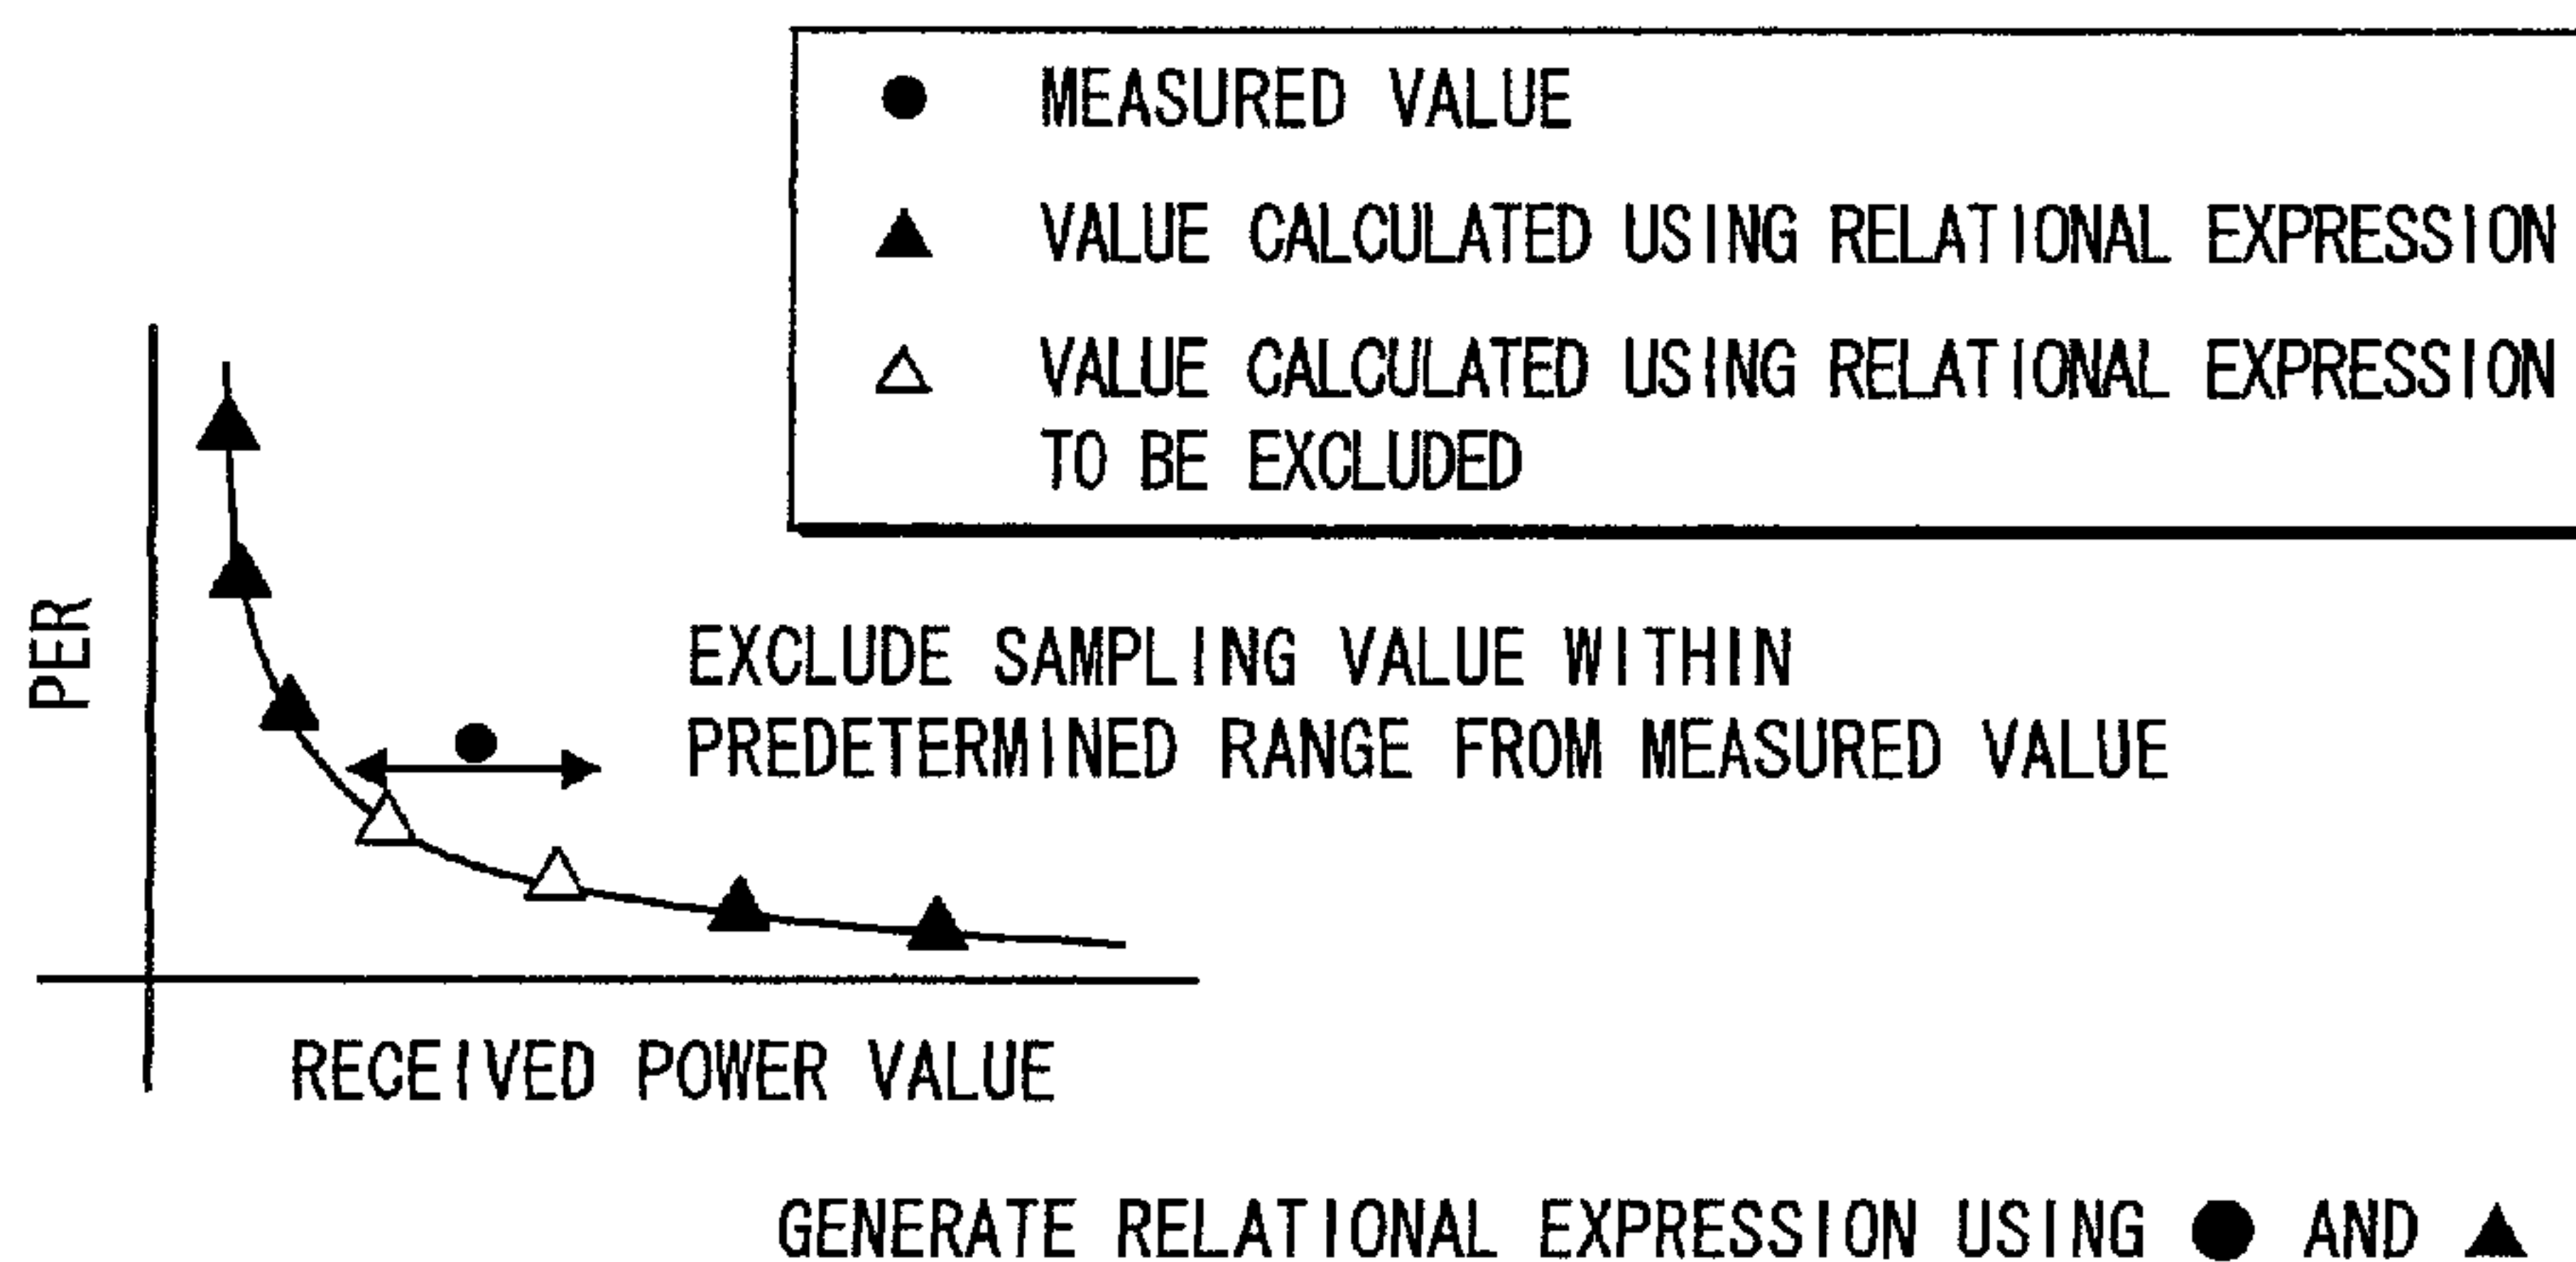 ● MEASURED VALUE
▲ VALUE CALCULATED USING RELATIONAL EXPRESSION
△ VALUE CALCULATED USING RELATIONAL EXPRESSION
TO BE EXCLUDED
PER
EXCLUDE SAMPLING VALUE WITHIN
PREDETERMINED RANGE FROM MEASURED VALUE
RECEIVED POWER VALUE
GENERATE RELATIONAL EXPRESSION USING ● AND ▲